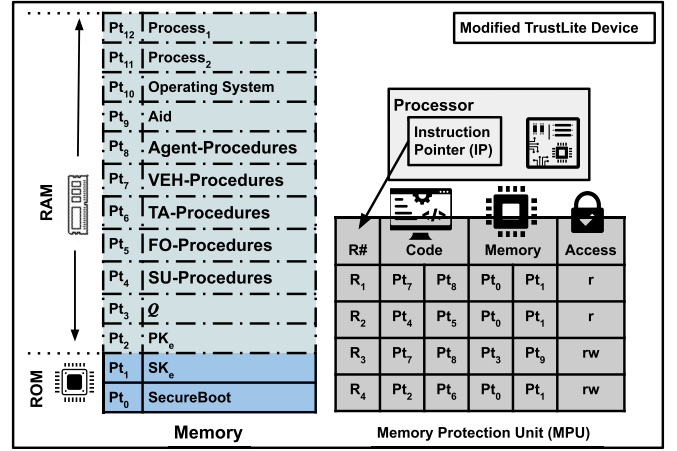 Modified TrustLite Device
Pt₁₂ Process₁
Pt₁₁ Process₂
Pt₁₀ Operating System
Pt₉ Aid
Pt₈ Agent-Procedures
Pt₇ VEH-Procedures
Pt₆ TA-Procedures
Pt₅ FO-Procedures
Pt₄ SU-Procedures
Pt₃ Q
Pt₂ PKₑ
Pt₁ SKₑ
Pt₀ SecureBoot
RAM
ROM
Memory
Processor
Instruction
Pointer (IP)
</>
R# Code Memory Access
R₁ Pt₇ Pt₈ Pt₀ Pt₁ r
R₂ Pt₄ Pt₅ Pt₀ Pt₁ r
R₃ Pt₇ Pt₈ Pt₃ Pt₉ rw
R₄ Pt₂ Pt₆ Pt₀ Pt₁ rw
Memory Protection Unit (MPU)